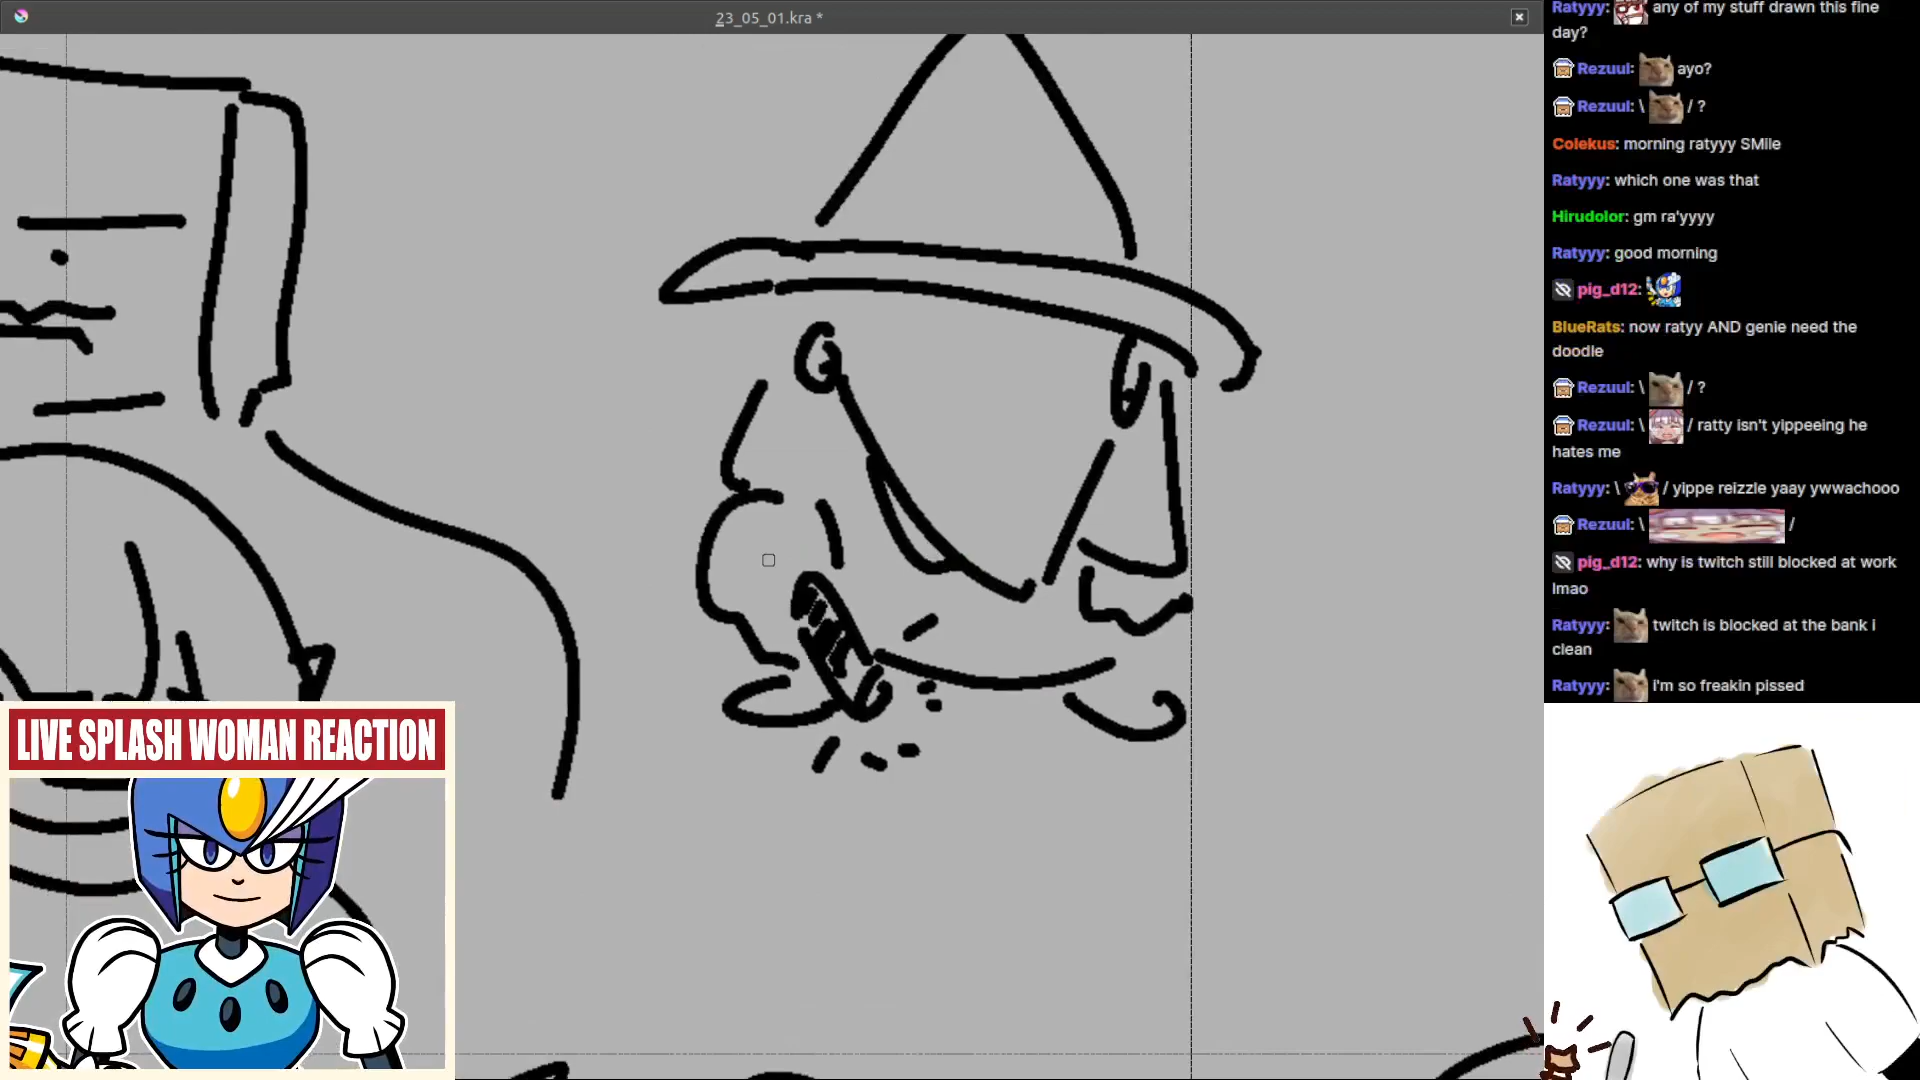 23_05_01.kra *
Ratyyy: any of my stuff drawn this fine
day?
Rezuul: ayo?
Rezuul: \ / ?
Colekus: morning ratyyy SMile
Ratyyy: which one was that
Hirudolor: gm ra'yyyy
Ratyyy: good morning
pig_d12:
BlueRats: now ratyy AND genie need the
doodle
Rezuul: \ / ?
Rezuul: \ / ratty isn't yippeeing he
hates me
Ratyyy: \ / yippe reizzle yaay ywwachooo
Rezuul: \ /
pig_d12: why is twitch still blocked at work
lmao
Ratyyy: twitch is blocked at the bank i
clean
Ratyyy: i'm so freakin pissed
LIVE SPLASH WOMAN REACTION